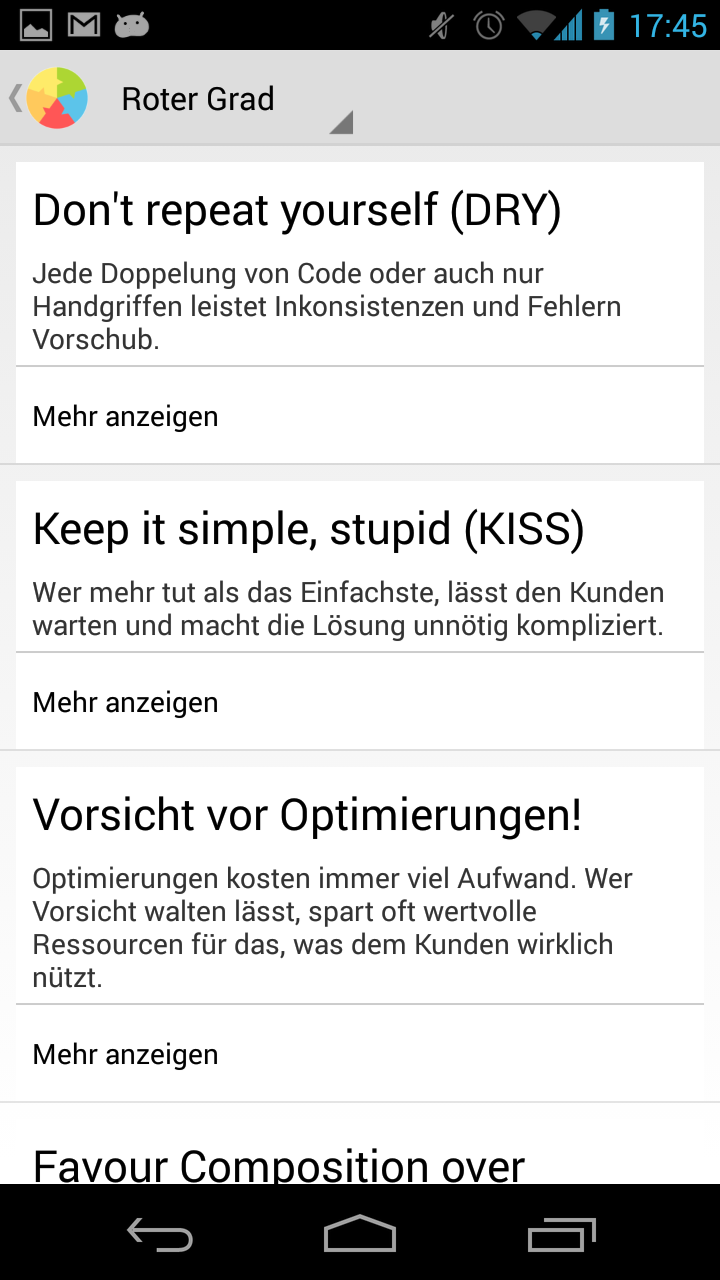 17:45
Roter Grad
Don't repeat yourself (DRY)
Jede Doppelung von Code oder auch nur
Handgriffen leistet Inkonsistenzen und Fehlern
Vorschub.
Mehr anzeigen
Keep it simple, stupid (KISS)
Wer mehr tut als das Einfachste, lässt den Kunden
warten und macht die Lösung unnötig kompliziert.
Mehr anzeigen
Vorsicht vor Optimierungen!
Optimierungen kosten immer viel Aufwand. Wer
Vorsicht walten lässt, spart oft wertvolle
Ressourcen für das, was dem Kunden wirklich
nützt.
Mehr anzeigen
Favour Composition over